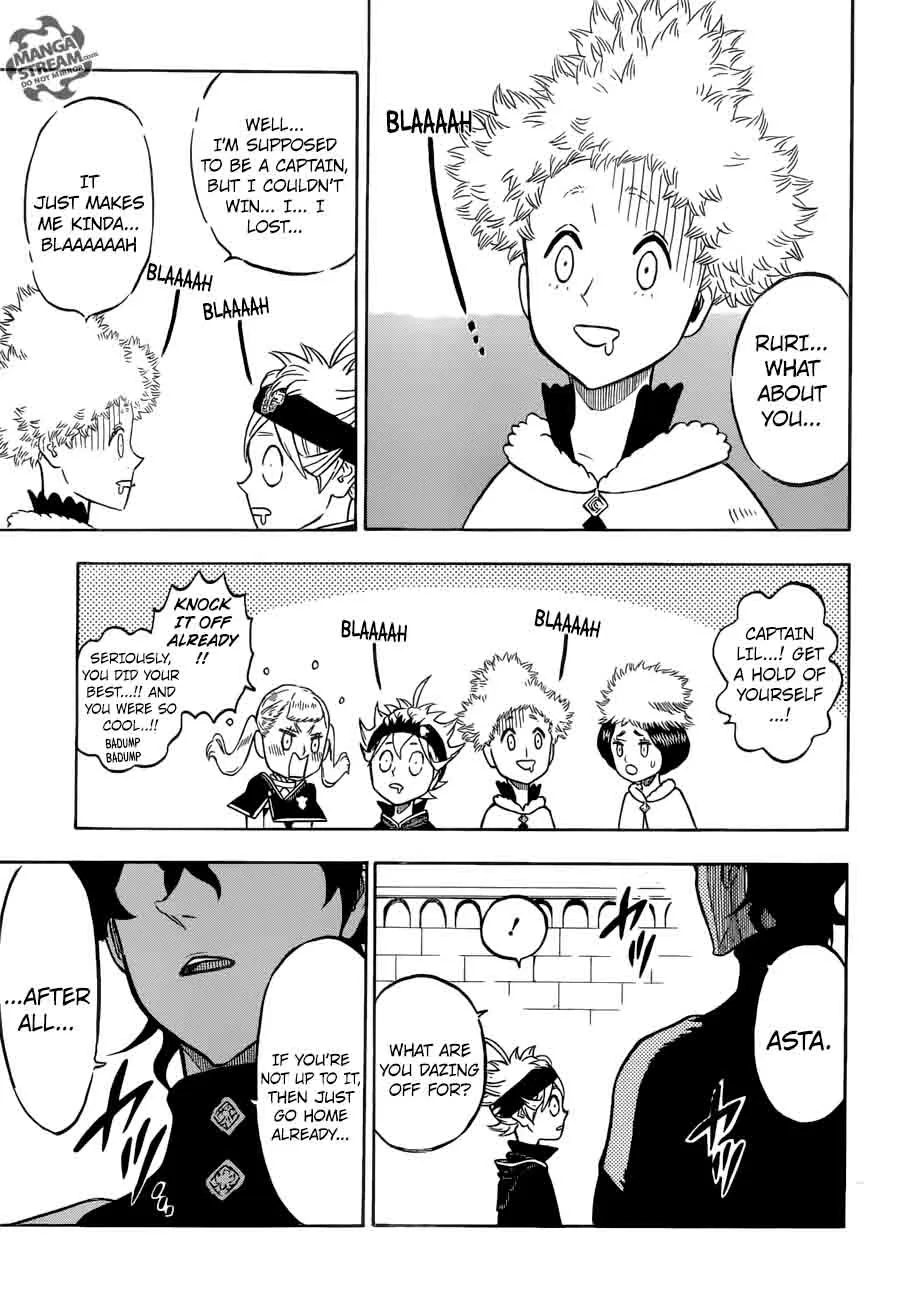 MANGA
STREAM.com
DO NOT MIRROR
BLAAAAH
RURI...
WHAT
ABOUT
YOU...
WELL...
I'M SUPPOSED
TO BE A CAPTAIN,
BUT I COULDN'T
WIN... I... I
LOST...
IT
JUST MAKES
ME KINDA...
BLAAAAAAH
BLAAAAH
BLAAAAH
CAPTAIN
LIL...! GET
A HOLD OF
YOURSELF
...!
BLAAAAH
BLAAAAH
KNOCK
IT OFF
ALREADY
!!
SERIOUSLY,
YOU DID YOUR
BEST...!! AND
YOU WERE SO
COOL..!!
BADUMP
BADUMP
ASTA.
!
WHAT ARE
YOU DAZING
OFF FOR?
IF YOU'RE
NOT UP TO IT,
THEN JUST
GO HOME
ALREADY...
...AFTER
ALL...